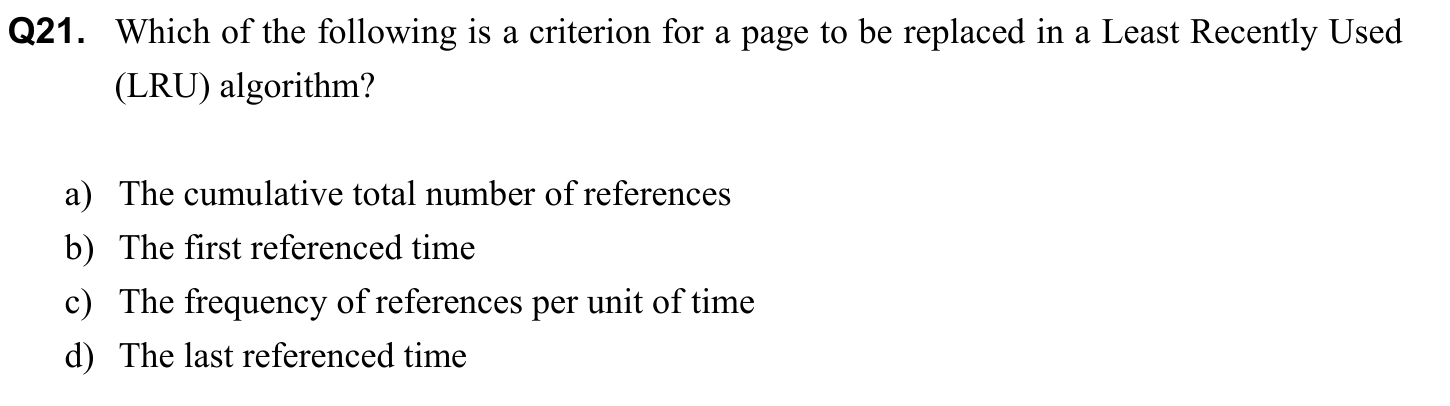 Q21. Which of the following is a criterion for a page to be replaced in a Least Recently Used
(LRU) algorithm?
a) The cumulative total number of references
b) The first referenced time
c) The frequency of references per unit of time
d) The last referenced time